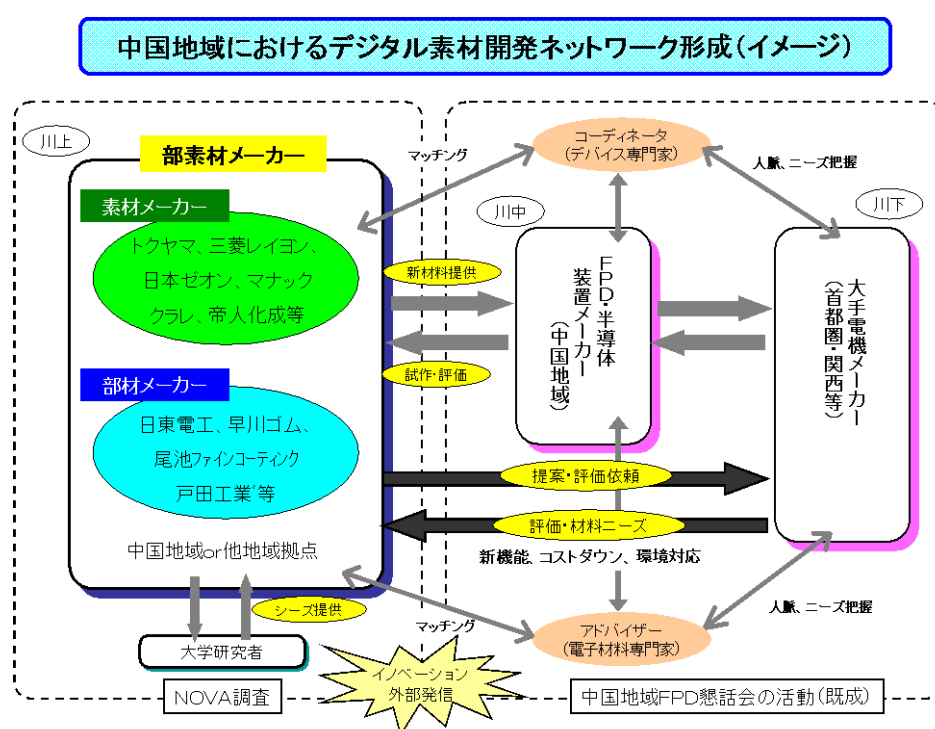 中国地域におけるデジタル素材開発ネットワーク形成(イメージ)
川上
部素材メーカー
素材メーカー
トクヤマ、三菱レイヨン、
日本ゼオン、マナック
クラレ、帝人化成等
部材メーカー
日東電工、早川ゴム、
尾池ファインコーティング
戸田工業゛等
中国地域or他地域拠点
シーズ提供
大学研究者
NOVA調査
マッチング
コーディネータ
(デバイス専門家)
人脈、ニーズ把握
川中
川下
新材料提供
試作・評価
FPD・半導体
装置メーカー
(中国地域)
大手電機メーカー
(首都圏・関西等)
提案・評価依頼
評価・材料ニーズ
新機能、コストダウン、環境対応
マッチング
アドバイザー
(電子材料専門家)
人脈、ニーズ把握
イノベーション
外部発信
中国地域FPD懇話会の活動(既成)